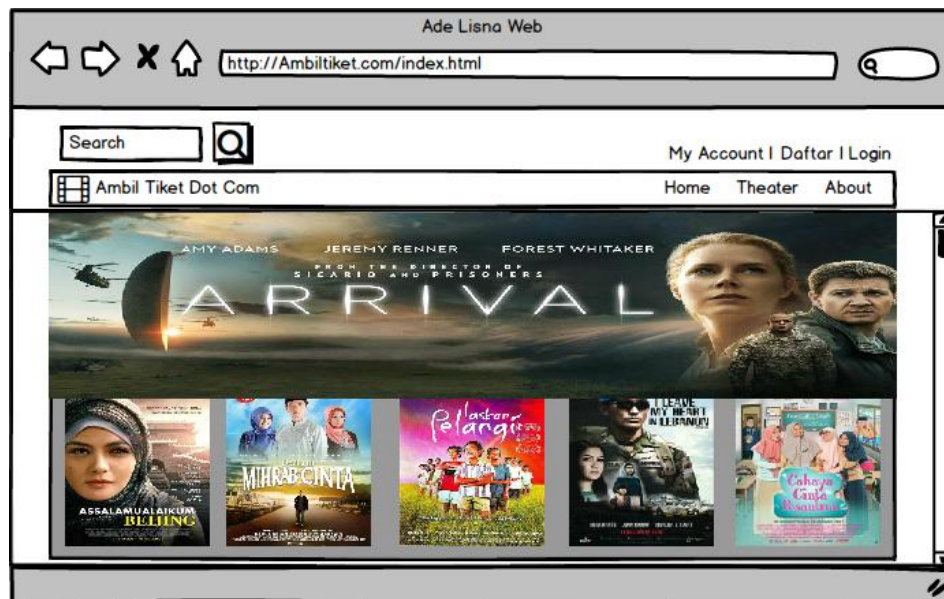 Ade Lisna Web
http://Ambiltiket.com/index.html
Search
My Account I Daftar I Login
Ambil Tiket Dot Com
Home Theater About
AMY ADAMS JEREMY RENNER FOREST WHITAKER
FROM THE DIRECTOR OF
SICARIO AND PRISONERS
ARRIVAL
ASSALAMUALAIKUM
BEIJING
MIHRAB CINTA
laskar
Pelangi
I LEAVE
MY HEART
IN LEBANON
Cahaya
Cinta
Pesantren